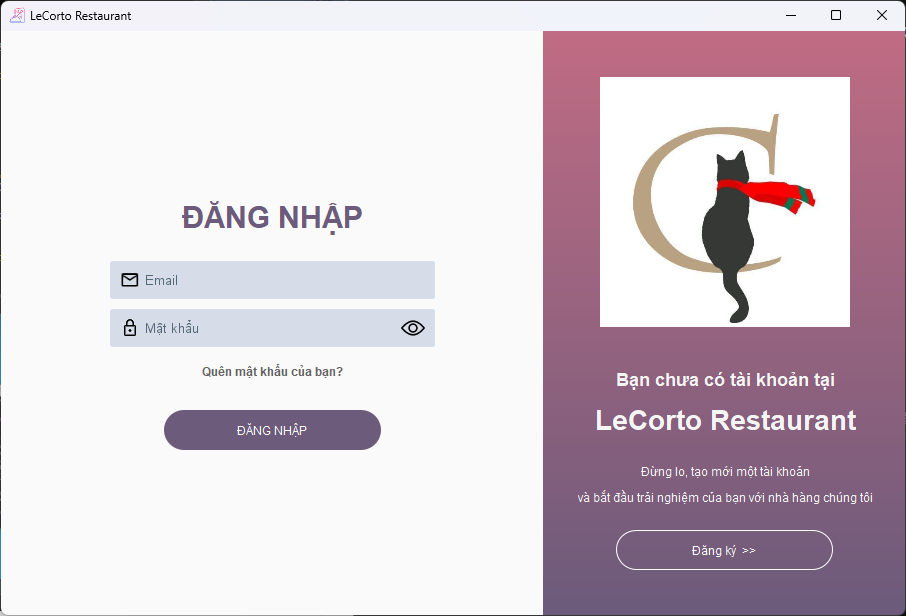 LeCorto Restaurant
ĐĂNG NHẬP
Email
Mật khẩu
Quên mật khẩu của bạn?
ĐĂNG NHẬP
C
Bạn chưa có tài khoản tại
LeCorto Restaurant
Đừng lo, tạo mới một tài khoản
và bắt đầu trải nghiệm của bạn với nhà hàng chúng tôi
Đăng ký >>